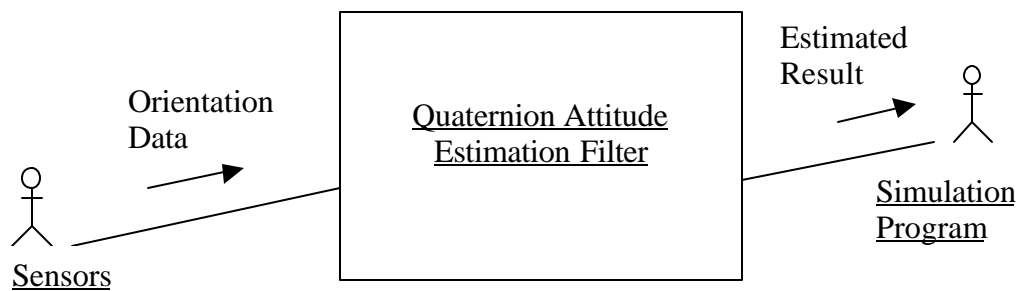 Orientation
Data
Sensors
Quaternion Attitude
Estimation Filter
Estimated
Result
Simulation
Program